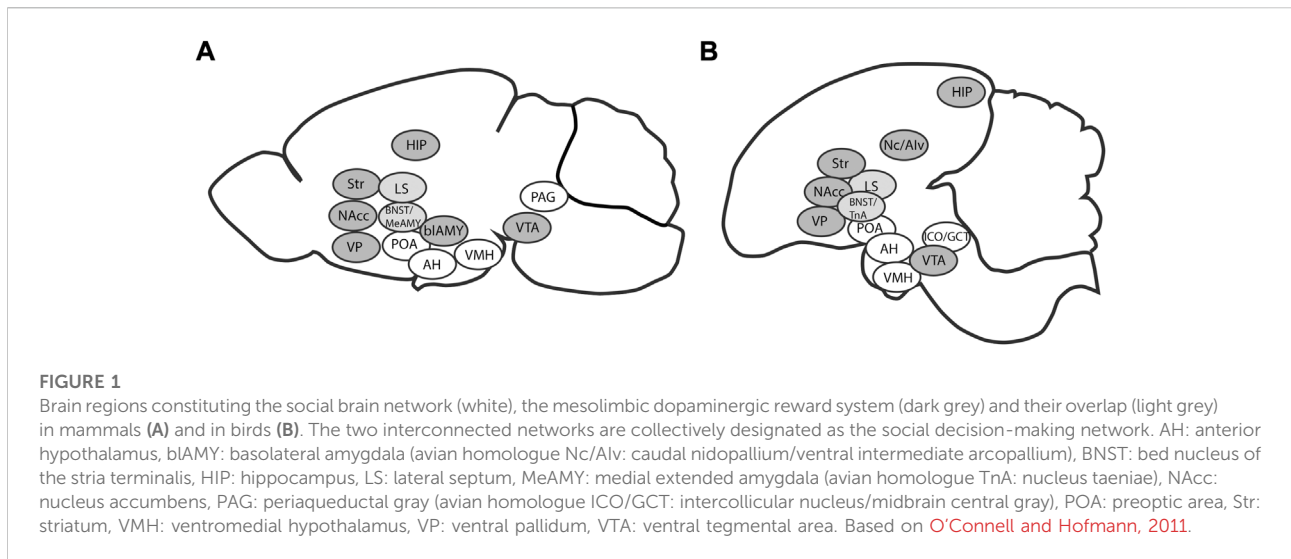 A
B
HIP
Str
LS
NAcc
BNST/
MeAMY
blAMY
VP
POA
AH
VMH
VTA
PAG
HIP
Nc/AIv
Str
NAcc
LS
BNST/
TnA
VP
POA
AH
ICO/GCT
VTA
VMH
FIGURE 1
Brain regions constituting the social brain network (white), the mesolimbic dopaminergic reward system (dark grey) and their overlap (light grey)
in mammals (A) and in birds (B). The two interconnected networks are collectively designated as the social decision-making network. AH: anterior
hypothalamus, blAMY: basolateral amygdala (avian homologue Nc/AIv: caudal nidopallium/ventral intermediate arcopallium), BNST: bed nucleus of
the stria terminalis, HIP: hippocampus, LS: lateral septum, MeAMY: medial extended amygdala (avian homologue TnA: nucleus taeniae), NAcc:
nucleus accumbens, PAG: periaqueductal gray (avian homologue ICO/GCT: intercollicular nucleus/midbrain central gray), POA: preoptic area, Str:
striatum, VMH: ventromedial hypothalamus, VP: ventral pallidum, VTA: ventral tegmental area. Based on O'Connell and Hofmann, 2011.